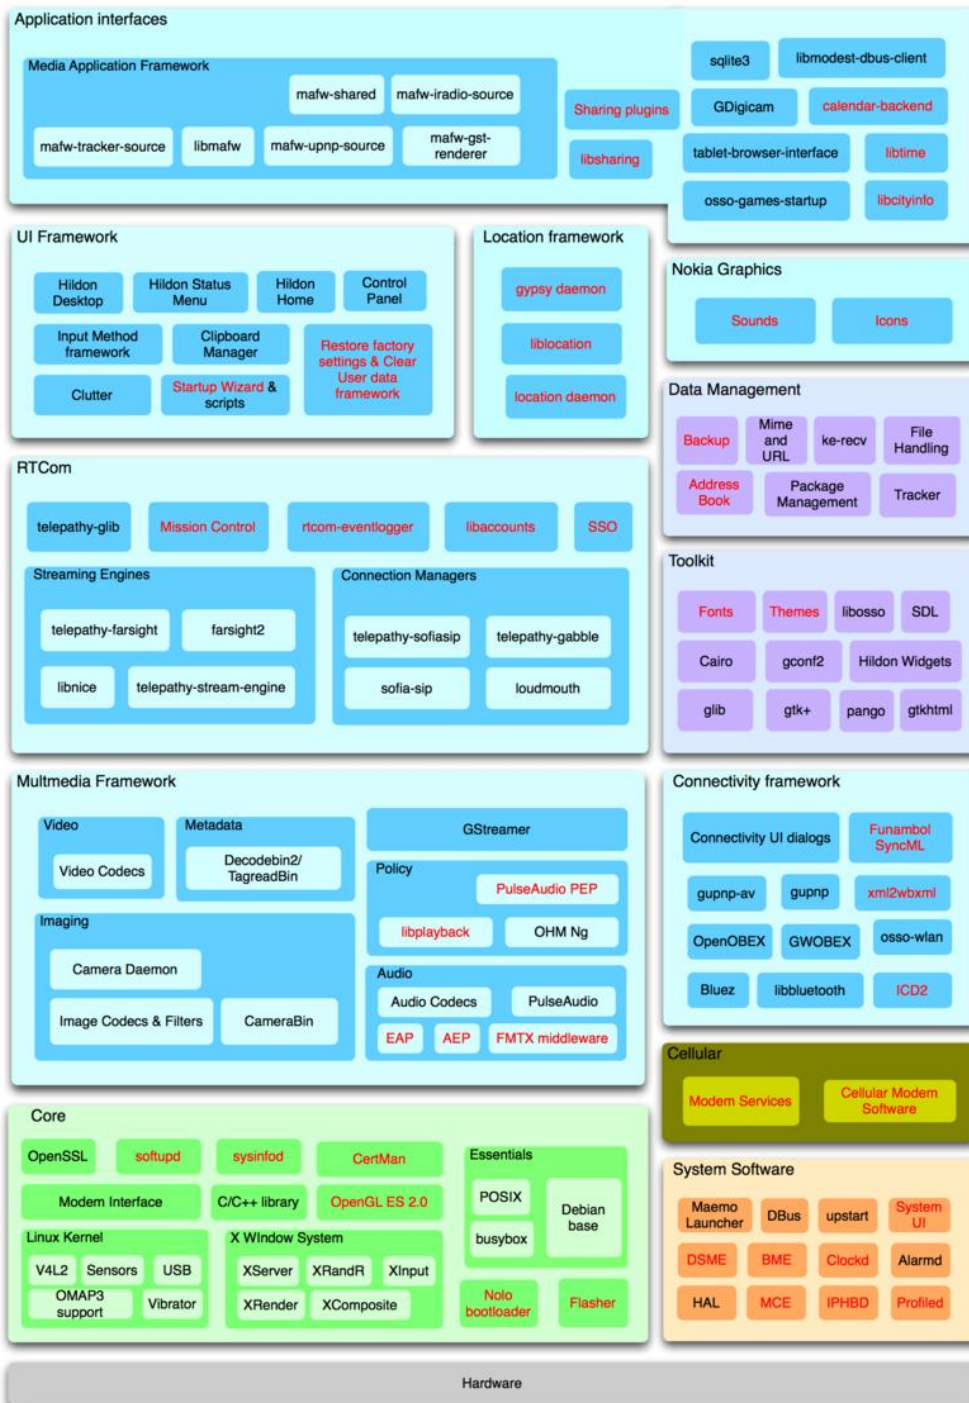 Application interfaces
Media Application Framework
mafw-shared
mafw-iradio-source
mafw-tracker-source
libmafw
mafw-upnp-source
mafw-gst-
renderer
Sharing plugins
libsharing
sqlite3
libmodest-dbus-client
GDigicam
calendar-backend
tablet-browser-interface
libtime
osso-games-startup
libcityinfo
UI Framework
Hildon
Desktop
Hildon Status
Menu
Hildon
Home
Control
Panel
Input Method
framework
Clipboard
Manager
Restore factory
settings & Clear
User data
framework
Clutter
Startup Wizard &
scripts
Location framework
gypsy daemon
liblocation
location daemon
Nokia Graphics
Sounds
Icons
Data Management
Backup
Mime
and
URL
ke-recv
File
Handling
Address
Book
Package
Management
Tracker
RTCom
telepathy-glib
Mission Control
rtcom-eventlogger
libaccounts
SSO
Streaming Engines
telepathy-farsight
farsight2
libnice
telepathy-stream-engine
Connection Managers
telepathy-sofiasip
telepathy-gabble
sofia-sip
loudmouth
Toolkit
Fonts
Themes
libosso
SDL
Cairo
gconf2
Hildon Widgets
glib
gtk+
pango
gtkhtml
Multmedia Framework
Video
Video Codecs
Metadata
Decodebin2/
TagreadBin
GStreamer
Policy
PulseAudio PEP
libplayback
OHM Ng
Imaging
Camera Daemon
Image Codecs & Filters
CameraBin
Audio
Audio Codecs
PulseAudio
EAP
AEP
FMTX middleware
Connectivity framework
Connectivity UI dialogs
Funambol
SyncML
gupnp-av
gupnp
xml2wbxml
OpenOBEX
GWOBEX
osso-wlan
Bluez
libbluetooth
ICD2
Cellular
Modem Services
Cellular Modem
Software
Core
OpenSSL
softupd
sysinfod
CertMan
Modem Interface
C/C++ library
OpenGL ES 2.0
Essentials
POSIX
busybox
Debian
base
Linux Kernel
V4L2
Sensors
USB
OMAP3
support
Vibrator
X WIndow System
XServer
XRandR
XInput
XRender
XComposite
Nolo
bootloader
Flasher
System Software
Maemo
Launcher
DBus
upstart
System
UI
DSME
BME
Clockd
Alarmd
HAL
MCE
IPHBD
Profiled
Hardware